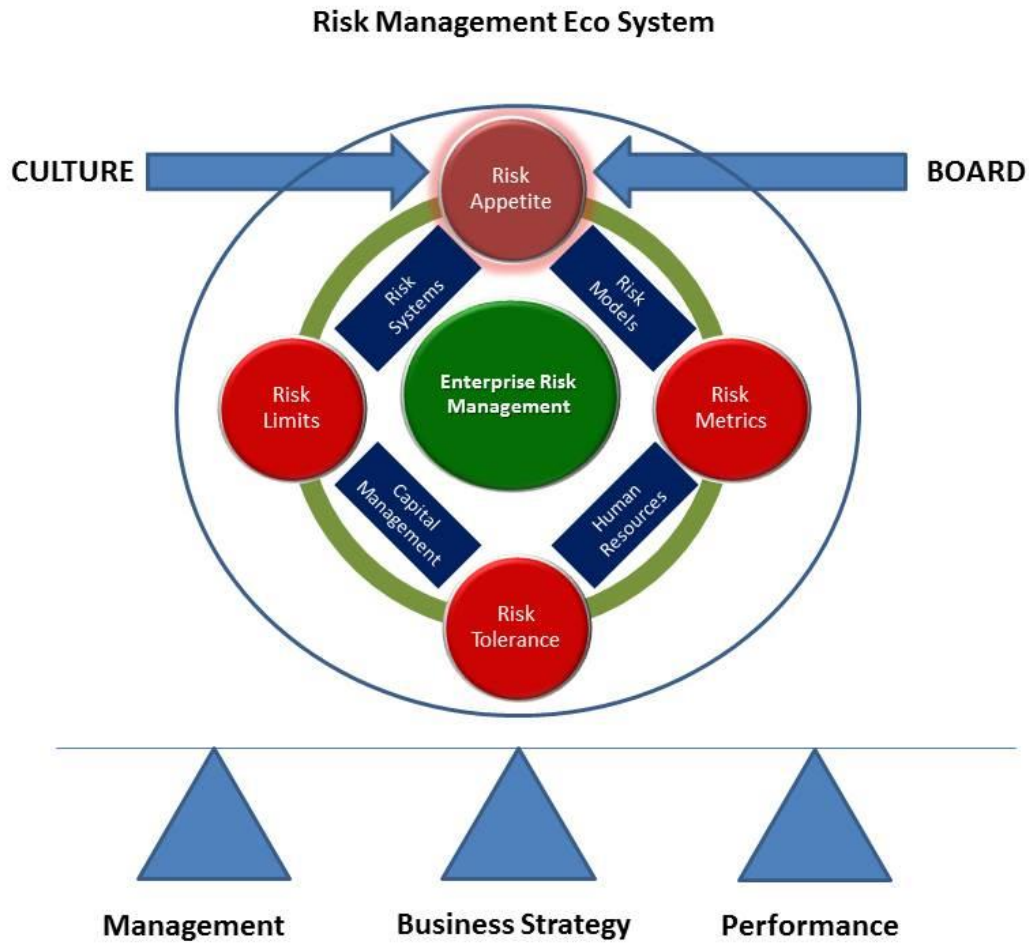 Risk Management Eco System
CULTURE
Risk
Appetite
BOARD
Risk
Systems
Risk
Models
Risk
Limits
Enterprise Risk
Management
Risk
Metrics
Capital
Management
Human
Resources
Risk
Tolerance
Management
Business Strategy
Performance